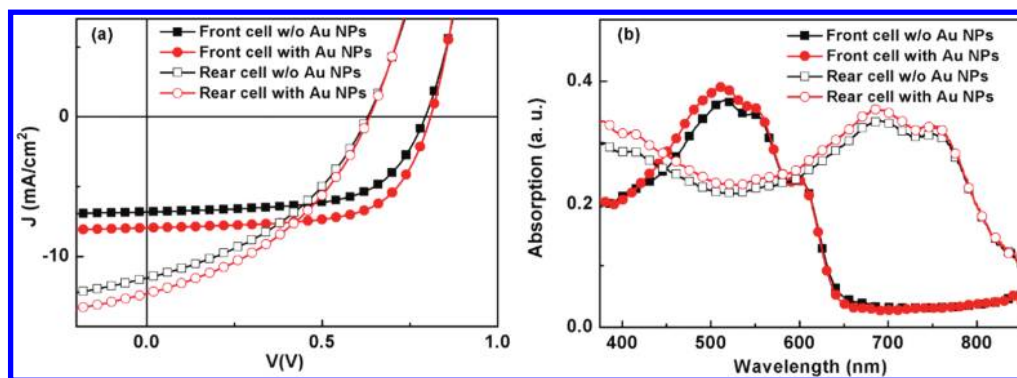 (a)
Front cell w/o Au NPs
Front cell with Au NPs
Rear cell w/o Au NPs
Rear cell with Au NPs
0
-10
J (mA/cm²)
0.0
0.5
1.0
V(V)
(b)
Front cell w/o Au NPs
Front cell with Au NPs
Rear cell w/o Au NPs
Rear cell with Au NPs
0.4
0.2
0.0
Absorption (a. u.)
400
500
600
700
800
Wavelength (nm)